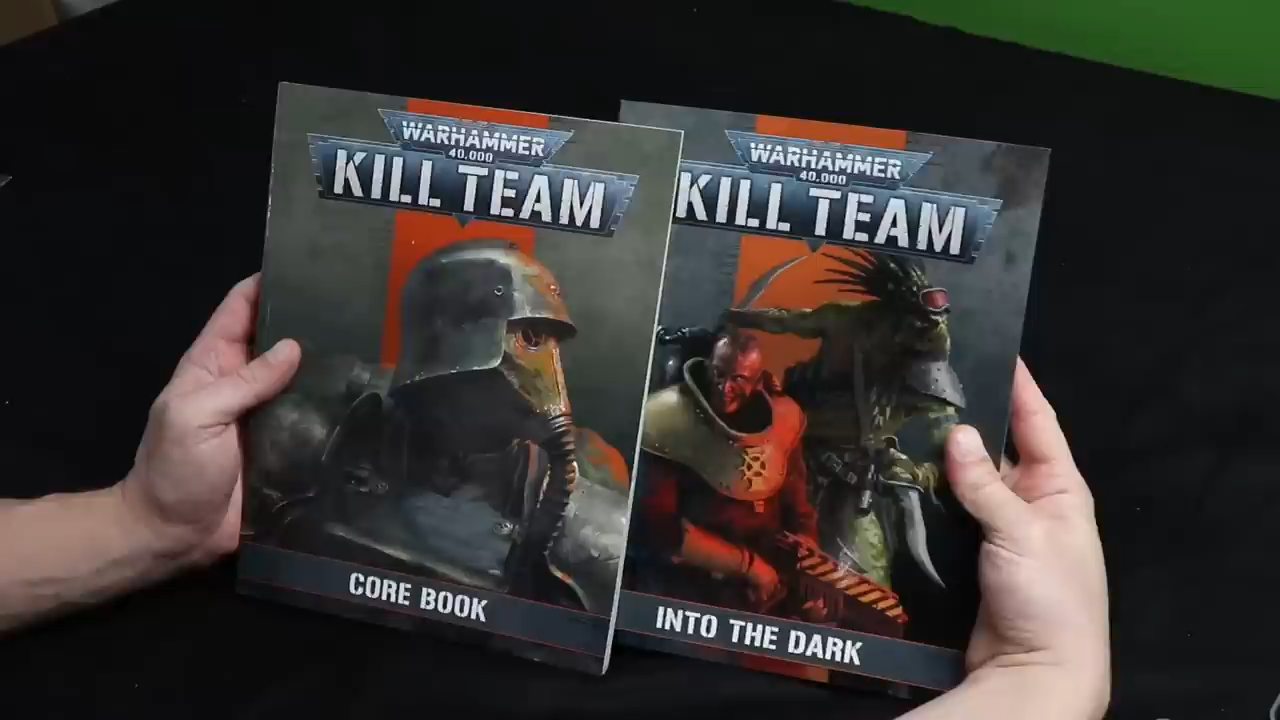 WARHAMMER
40,000
KILL TEAM
CORE BOOK
WARHAMMER
40,000
KILL TEAM
INTO THE DARK